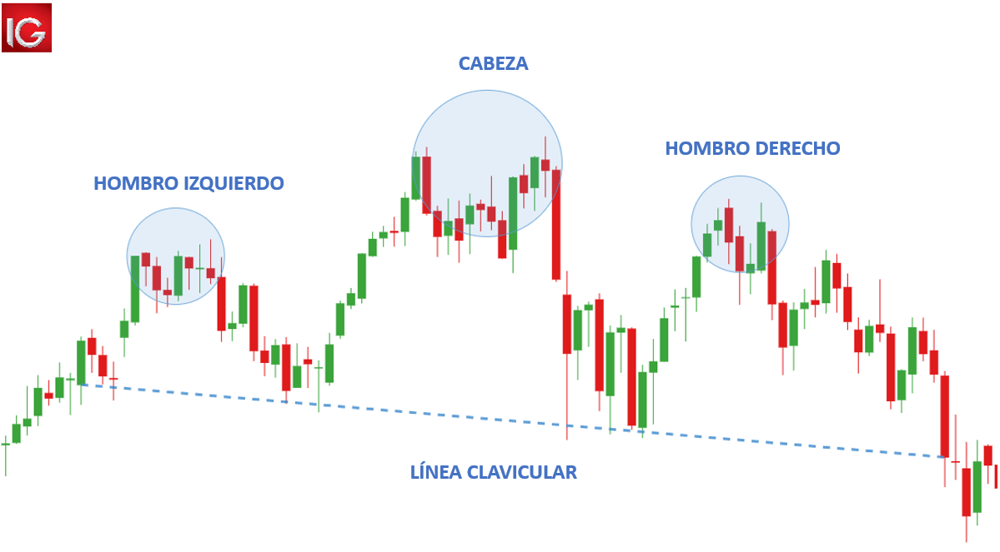 IG
CABEZA
HOMBRO DERECHO
HOMBRO IZQUIERDO
LÍNEA CLAVICULAR